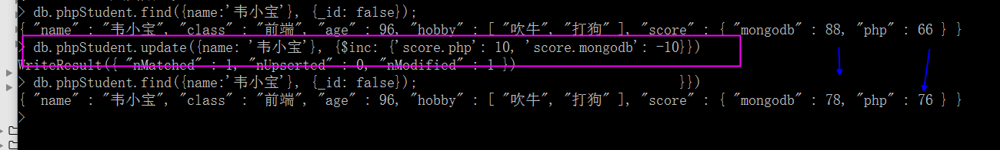 > db.phpStudent.find({name:'韦小宝'}, {_id: false});
{ "name" : "韦小宝", "class" : "前端", "age" : 96, "hobby" : [ "吹牛", "打狗" ], "score" : { "mongodb" : 88, "php" : 66 } }
> db.phpStudent.update({name: '韦小宝'}, {$inc: {'score.php': 10, 'score.mongodb': -10}})
WriteResult({ "nMatched" : 1, "nUpserted" : 0, "nModified" : 1 })
> db.phpStudent.find({name:'韦小宝'}, {_id: false}); }})
{ "name" : "韦小宝", "class" : "前端", "age" : 96, "hobby" : [ "吹牛", "打狗" ], "score" : { "mongodb" : 78, "php" : 76 } }
>